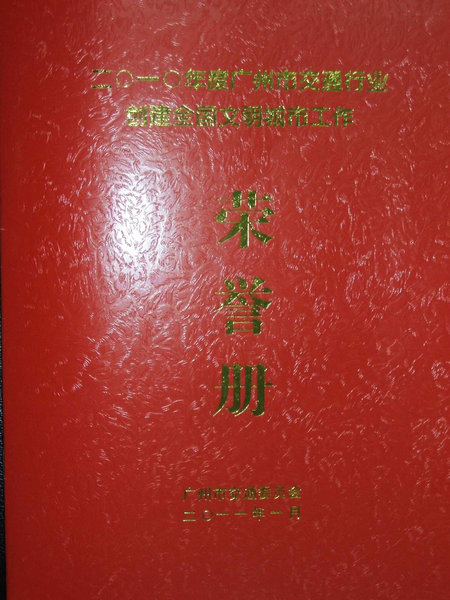 二〇一〇年度广州市交通行业
创建全国文明城市工作
荣
誉
册
广州市交通委员会
二〇一一年一月